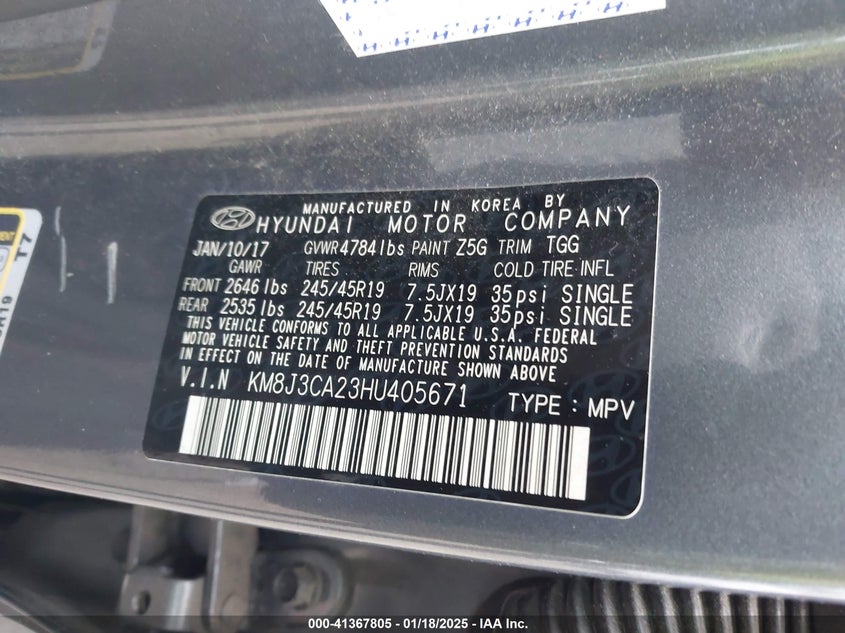 MANUFACTURED IN KOREA BY
HYUNDAI MOTOR COMPANY
JAN/10/17 GVWR 4784lbs PAINT Z5G TRIM TGG
GAWR TIRES RIMS COLD TIRE INFL
FRONT 2646 lbs 245/45R19 7.5JX19 35psi SINGLE
REAR 2535 lbs 245/45R19 7.5JX19 35psi SINGLE
THIS VEHICLE CONFORMS TO ALL APPLICABLE U.S.A. FEDERAL
MOTOR VEHICLE SAFETY AND THEFT PREVENTION STANDARDS
IN EFFECT ON THE DATE OF MANUFACTURE SHOWN ABOVE
V.I.N KM8J3CA23HU405671 TYPE : MPV
T7
000-41367805 - 01/18/2025 - IAA Inc.